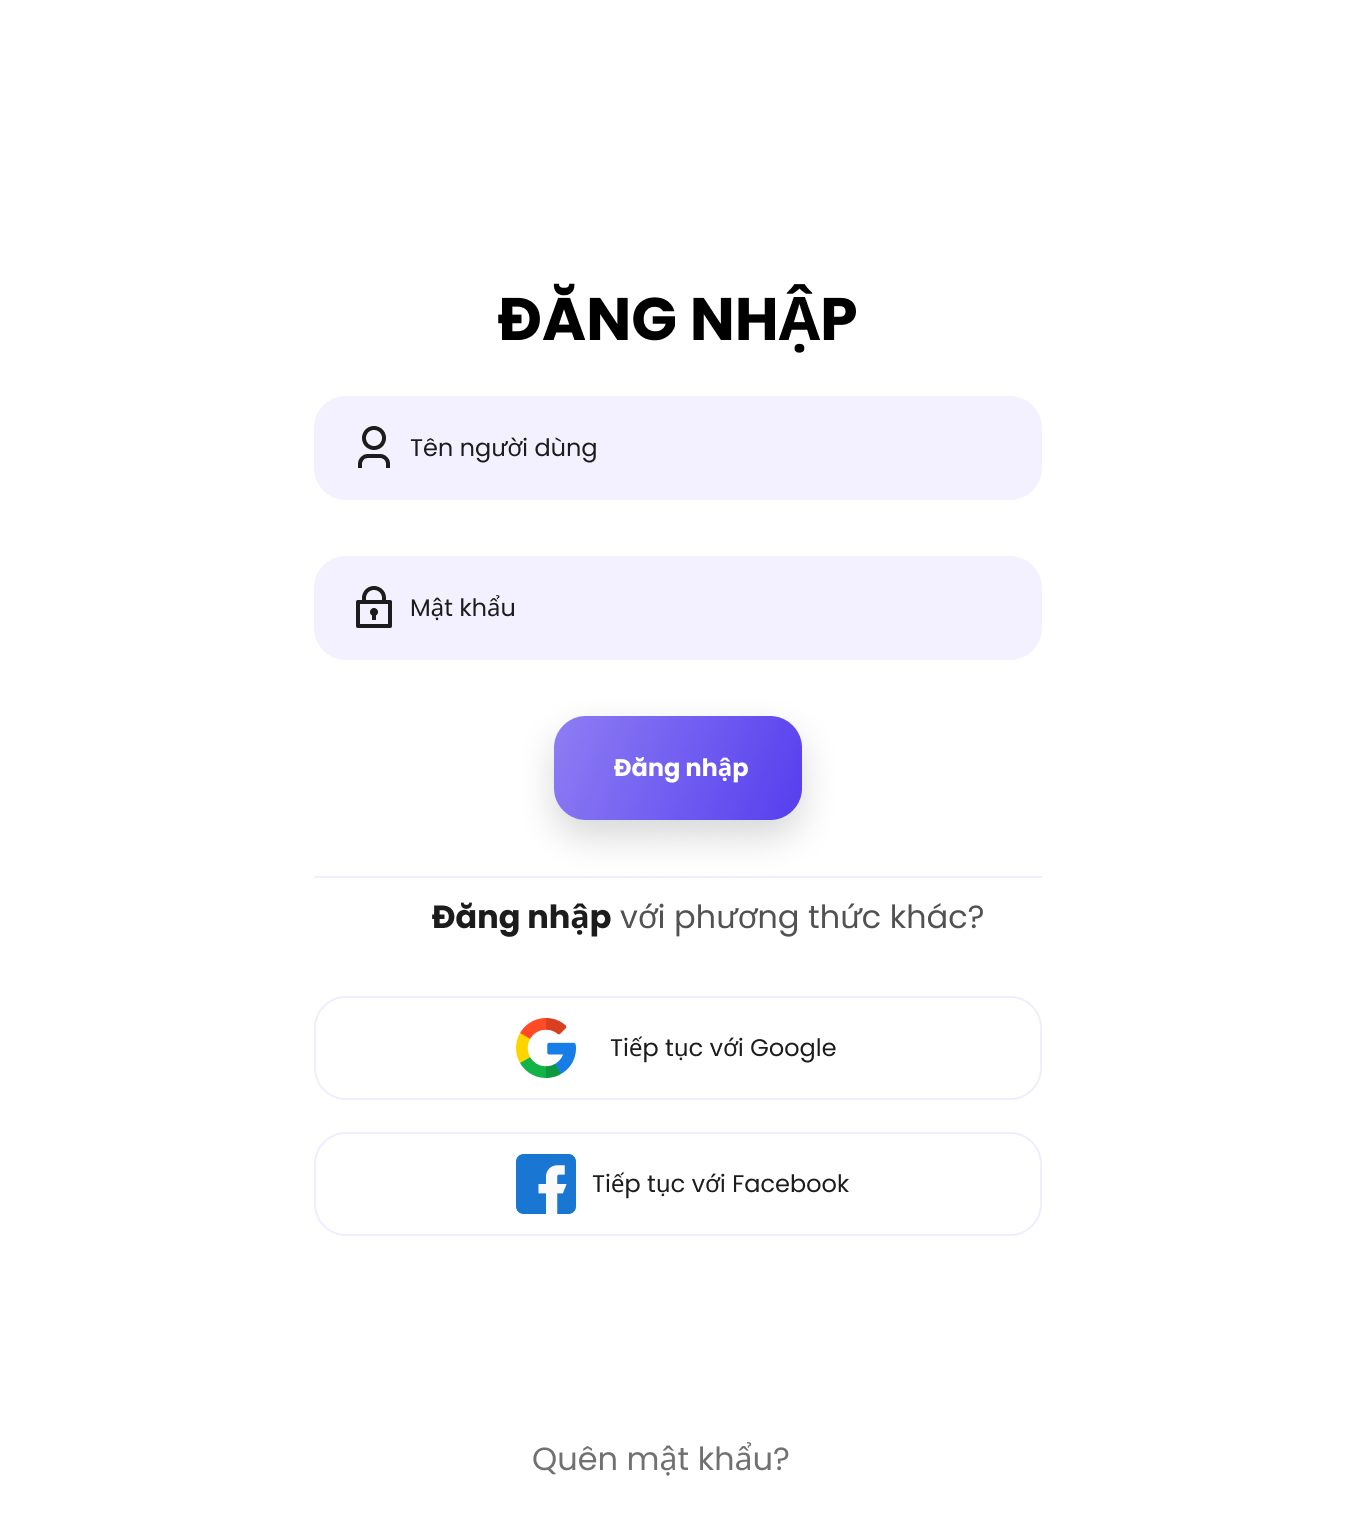 ĐĂNG NHẬP
Tên người dùng
Mật khẩu
Đăng nhập
Đăng nhập với phương thức khác?
Tiếp tục với Google
Tiếp tục với Facebook
Quên mật khẩu?